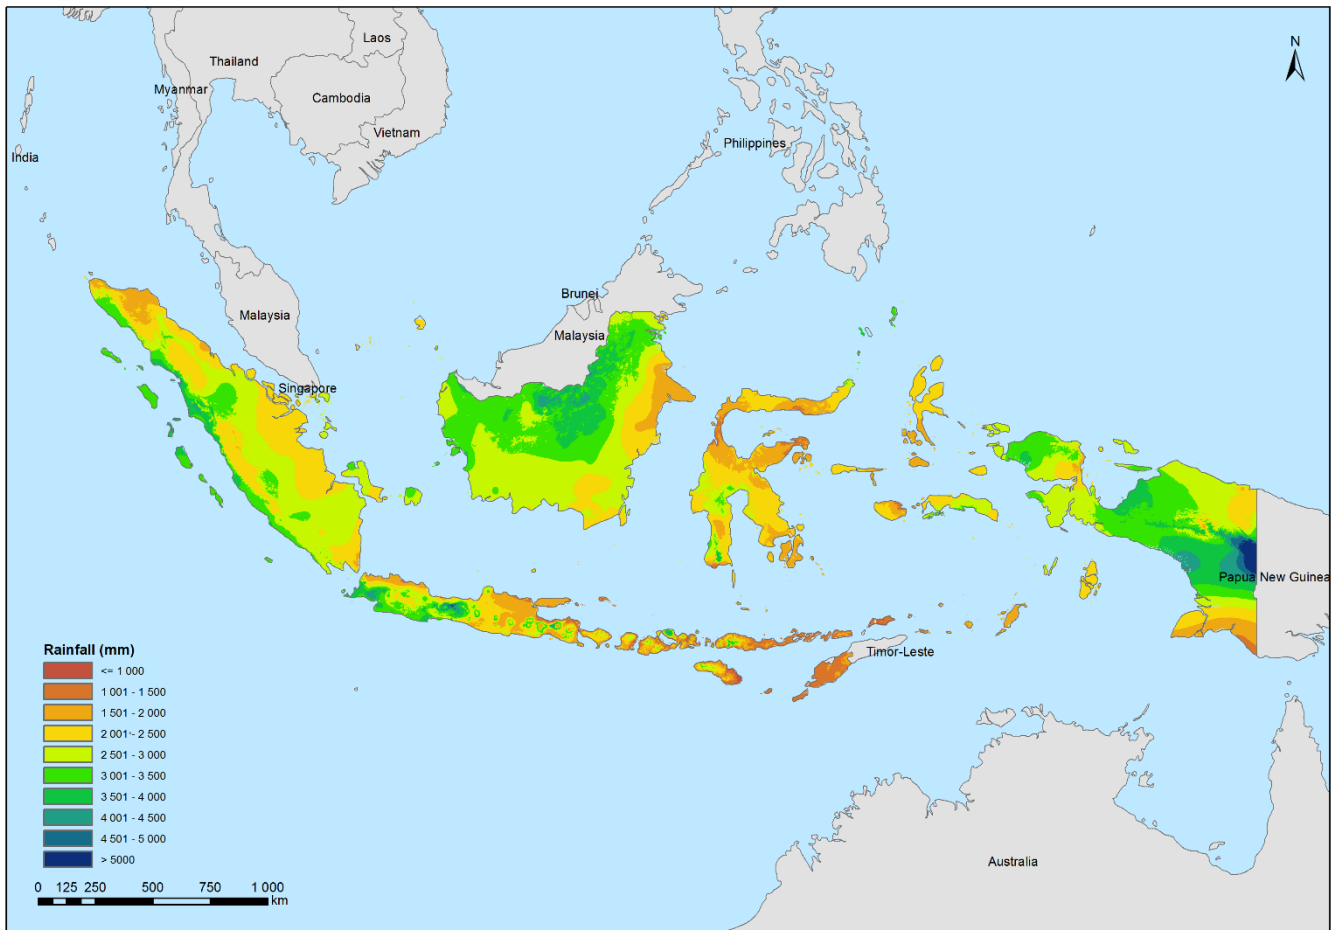 Laos
Thailand
N
Myanmar
Cambodia
Vietnam
Philippines
India
Brunei
Malaysia
Malaysia
Singapore
Papua New Guinea
Timor-Leste
Rainfall (mm)
<= 1 000
1 001 - 1 500
1 501 - 2 000
2 001 - 2 500
2 501 - 3 000
3 001 - 3 500
3 501 - 4 000
4 001 - 4 500
4 501 - 5 000
> 5000
Australia
0 125 250 500 750 1 000
km